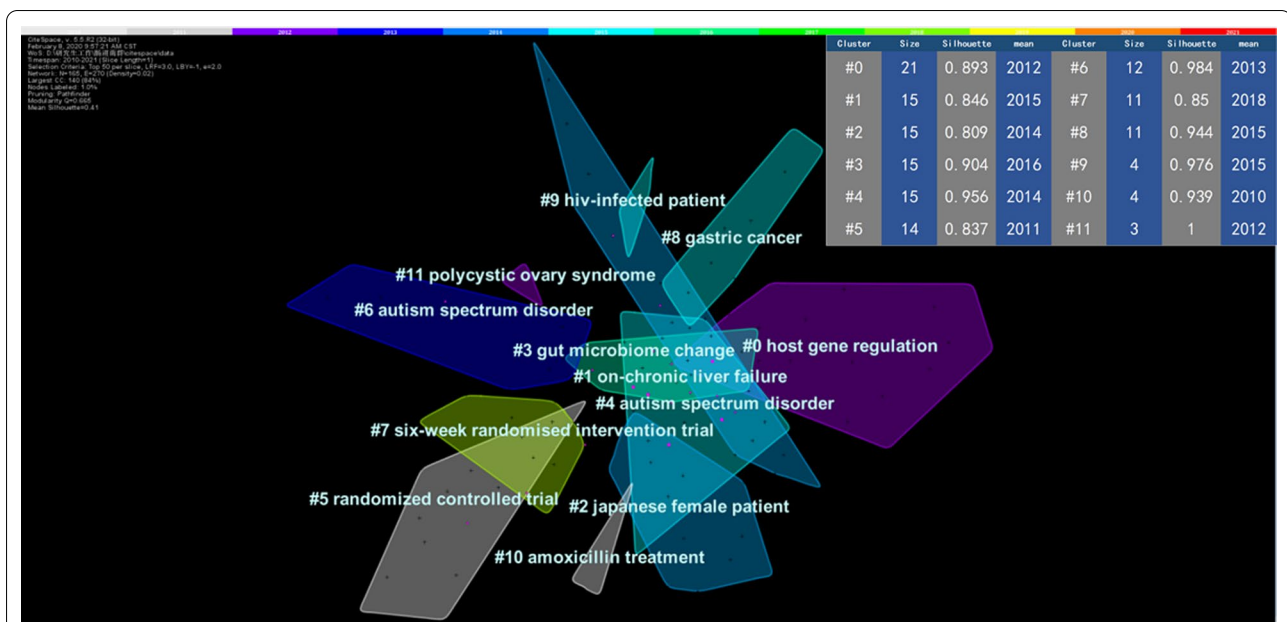 2011 2012 2013 2014 2015 2016 2017 2018 2019 2020 2021
CiteSpace, v. 5.5.R2 (32-bit)
February 8, 2020 9:57:21 AM CST
Timespan: 2010-2021 (Slice Length=1)
Selection Criteria: Top 50 per slice, LRF=3.0, LBY=-1, e=2.0
Network: N=165, E=270 (Density=0.02)
Largest CC: 140 (84%)
Nodes Labeled: 1.0%
Pruning: Pathfinder
Modularity Q=0.665
Mean Silhouette=0.41
Cluster Size Silhouette mean Cluster Size Silhouette mean
#0 21 0.893 2012 #6 12 0.984 2013
#1 15 0.846 2015 #7 11 0.85 2018
#2 15 0.809 2014 #8 11 0.944 2015
#3 15 0.904 2016 #9 4 0.976 2015
#4 15 0.956 2014 #10 4 0.939 2010
#5 14 0.837 2011 #11 3 1 2012
#9 hiv-infected patient
#8 gastric cancer
#11 polycystic ovary syndrome
#6 autism spectrum disorder
#3 gut microbiome change
#0 host gene regulation
#1 on-chronic liver failure
#4 autism spectrum disorder
#7 six-week randomised intervention trial
#5 randomized controlled trial
#2 japanese female patient
#10 amoxicillin treatment